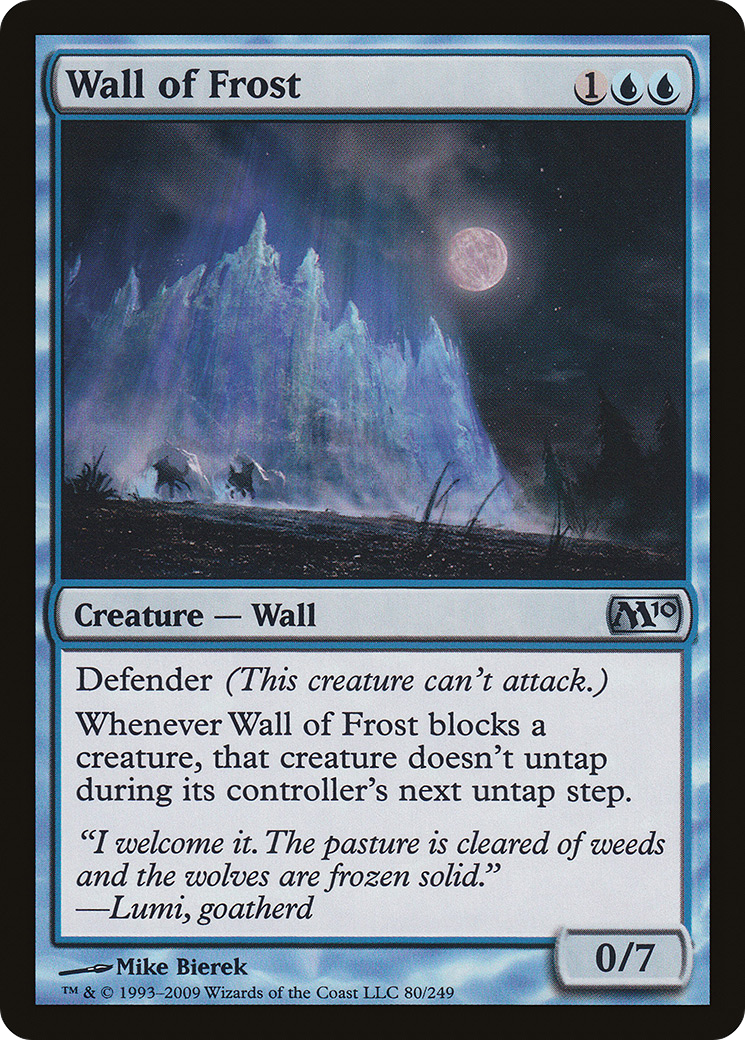 Wall of Frost
1
Creature — Wall
M10
Defender (This creature can't attack.)
Whenever Wall of Frost blocks a
creature, that creature doesn't untap
during its controller's next untap step.
“I welcome it. The pasture is cleared of weeds
and the wolves are frozen solid.”
—Lumi, goatherd
0/7
Mike Bierek
™ & © 1993–2009 Wizards of the Coast LLC 80/249